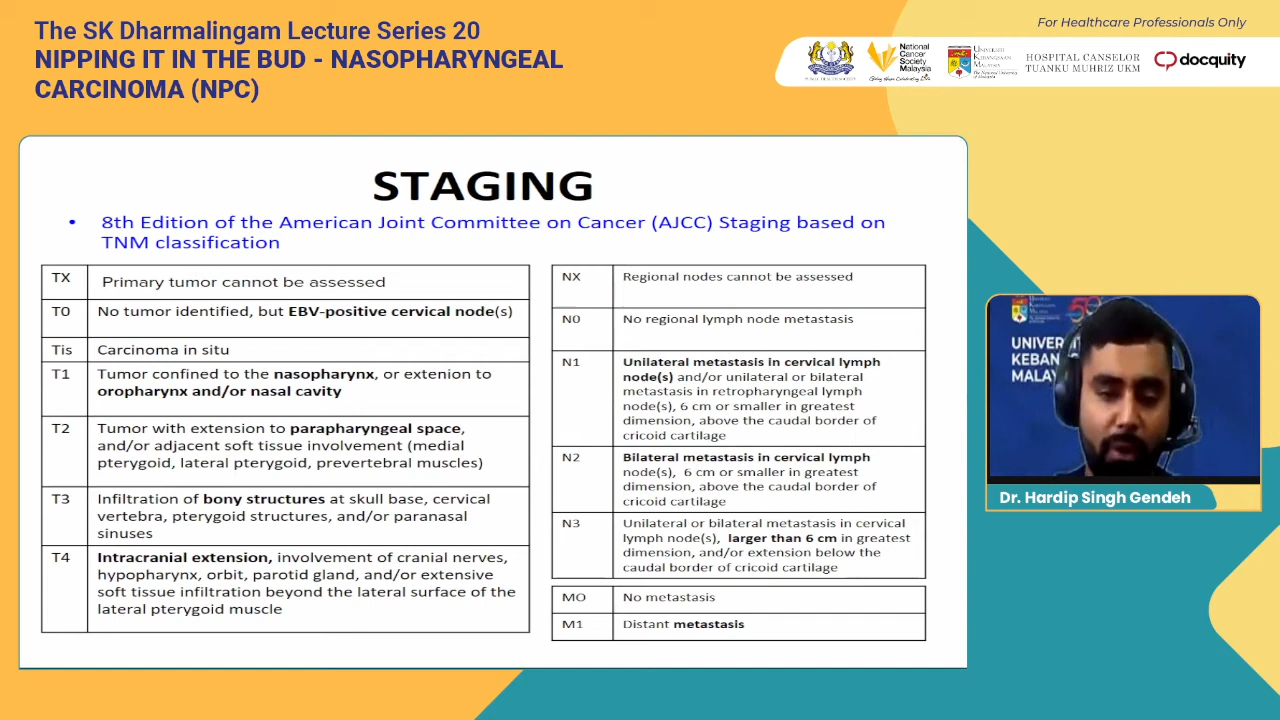 The SK Dharmalingam Lecture Series 20
NIPPING IT IN THE BUD - NASOPHARYNGEAL
CARCINOMA (NPC)
For Healthcare Professionals Only
National
Cancer
Society
Malaysia
HOSPITAL CANSELOR
TUANKU MUHRIZ UKM
docquity
STAGING
• 8th Edition of the American Joint Committee on Cancer (AJCC) Staging based on
TNM classification
TX Primary tumor cannot be assessed
T0 No tumor identified, but EBV-positive cervical node(s)
Tis Carcinoma in situ
T1 Tumor confined to the nasopharynx, or extenion to
oropharynx and/or nasal cavity
T2 Tumor with extension to parapharyngeal space,
and/or adjacent soft tissue involvement (medial
pterygoid, lateral pterygoid, prevertebral muscles)
T3 Infiltration of bony structures at skull base, cervical
vertebra, pterygoid structures, and/or paranasal
sinuses
T4 Intracranial extension, involvement of cranial nerves,
hypopharynx, orbit, parotid gland, and/or extensive
soft tissue infiltration beyond the lateral surface of the
lateral pterygoid muscle
NX Regional nodes cannot be assessed
N0 No regional lymph node metastasis
N1 Unilateral metastasis in cervical lymph
node(s) and/or unilateral or bilateral
metastasis in retropharyngeal lymph
node(s), 6 cm or smaller in greatest
dimension, above the caudal border of
cricoid cartilage
N2 Bilateral metastasis in cervical lymph
node(s), 6 cm or smaller in greatest
dimension, above the caudal border of
cricoid cartilage
N3 Unilateral or bilateral metastasis in cervical
lymph node(s), larger than 6 cm in greatest
dimension, and/or extension below the
caudal border of cricoid cartilage
MO No metastasis
M1 Distant metastasis
UNIVER
KEBAN
MALAY
Dr. Hardip Singh Gendeh